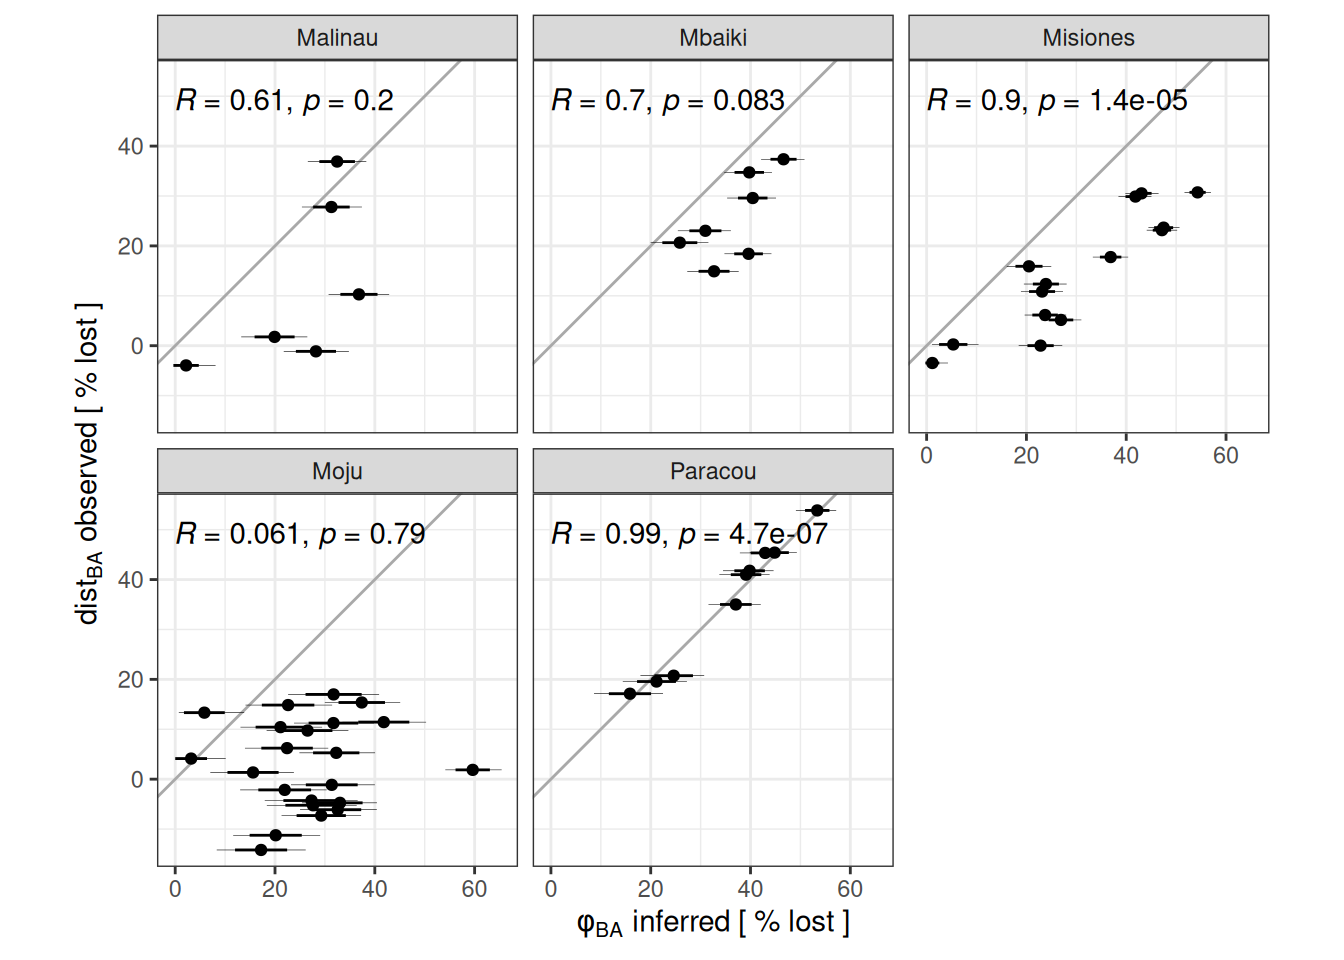 Malinau
Mbaiki
Misiones
R = 0.61, p = 0.2
R = 0.7, p = 0.083
R = 0.9, p = 1.4e-05
40
20
0
0 20 40 60
Moju
Paracou
R = 0.061, p = 0.79
R = 0.99, p = 4.7e-07
40
20
0
0 20 40 60
0 20 40 60
distBA observed [ % lost ]
φBA inferred [ % lost ]